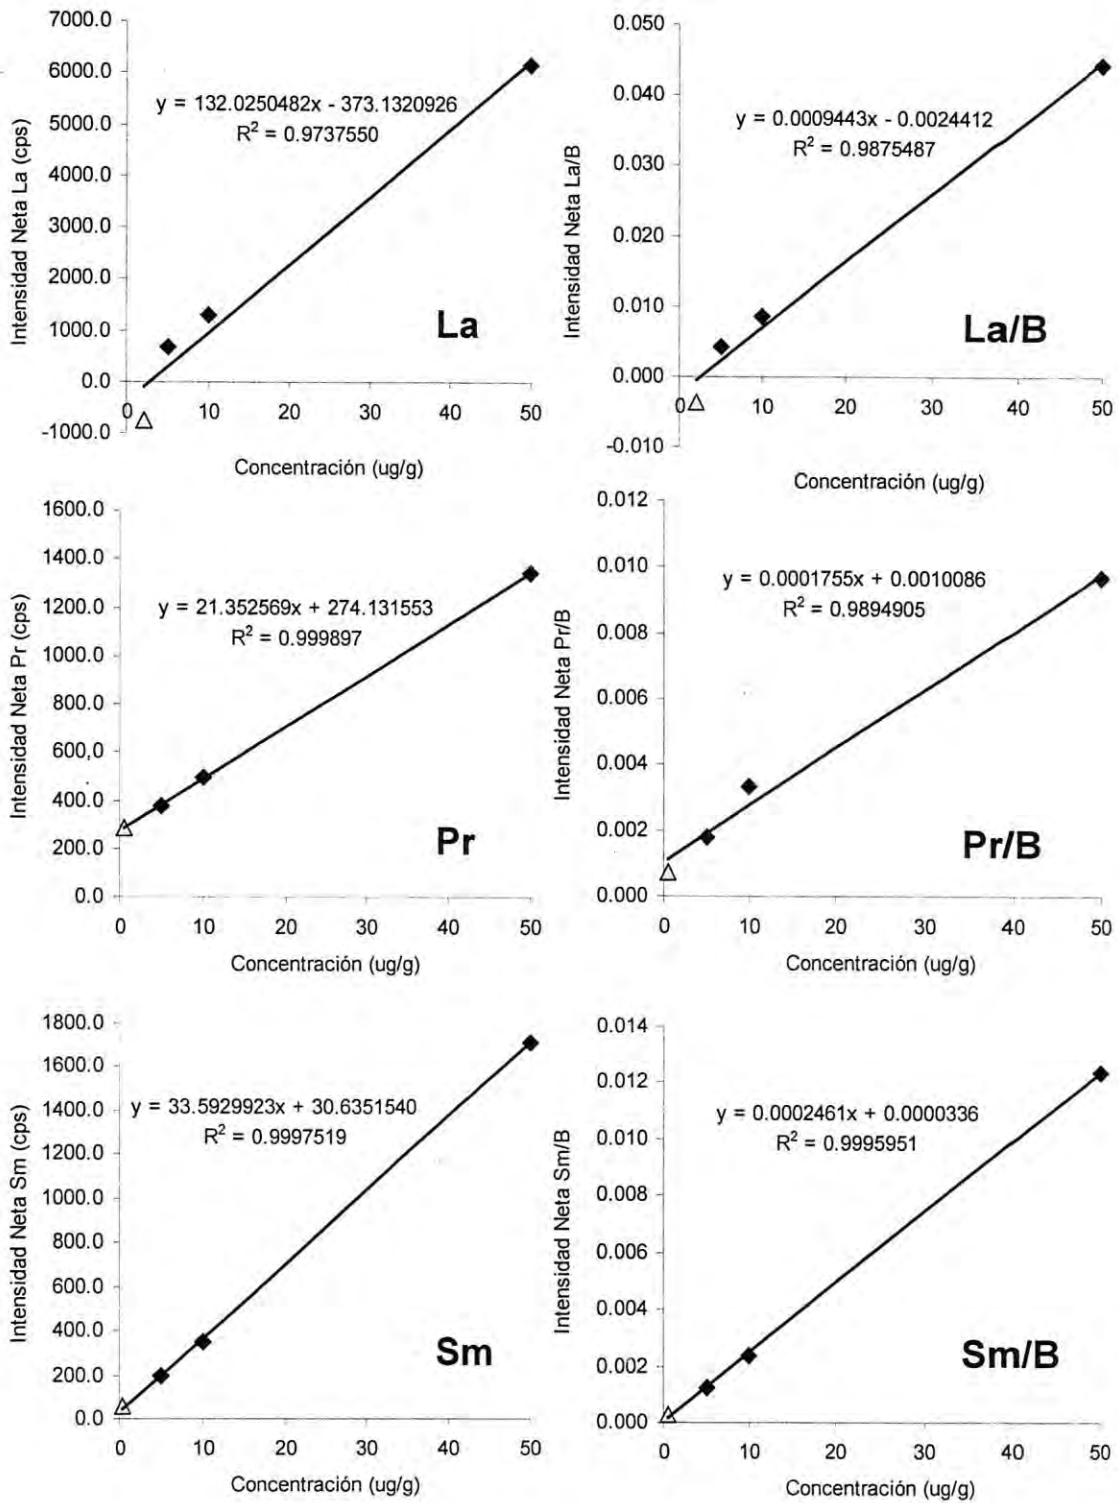 7000.0
6000.0
5000.0
4000.0
3000.0
2000.0
1000.0
0.0
-1000.0
Intensidad Neta La (cps)
y = 132.0250482x - 373.1320926
R² = 0.9737550
La
0 10 20 30 40 50
Concentración (ug/g)
0.050
0.040
0.030
0.020
0.010
0.000
-0.010
Intensidad Neta La/B
y = 0.0009443x - 0.0024412
R² = 0.9875487
La/B
0 10 20 30 40 50
Concentración (ug/g)
1600.0
1400.0
1200.0
1000.0
800.0
600,0
400.0
200.0
0.0
Intensidad Neta Pr (cps)
y = 21.352569x + 274.131553
R² = 0.999897
Pr
0 10 20 30 40 50
Concentración (ug/g)
0.012
0.010
0.008
0.006
0.004
0.002
0.000
Intensidad Neta Pr/B
y = 0.0001755x + 0.0010086
R² = 0.9894905
Pr/B
0 10 20 30 40 50
Concentración (ug/g)
1800.0
1600.0
1400.0
1200.0
1000.0
800.0
600.0
400.0
200.0
0.0
Intensidad Neta Sm (cps)
y = 33.5929923x + 30.6351540
R² = 0.9997519
Sm
0 10 20 30 40 50
Concentración (ug/g)
0.014
0.012
0.010
0.008
0.006
0.004
0.002
0.000
Intensidad Neta Sm/B
y = 0.0002461x + 0.0000336
R² = 0.9995951
Sm/B
0 10 20 30 40 50
Concentración (ug/g)